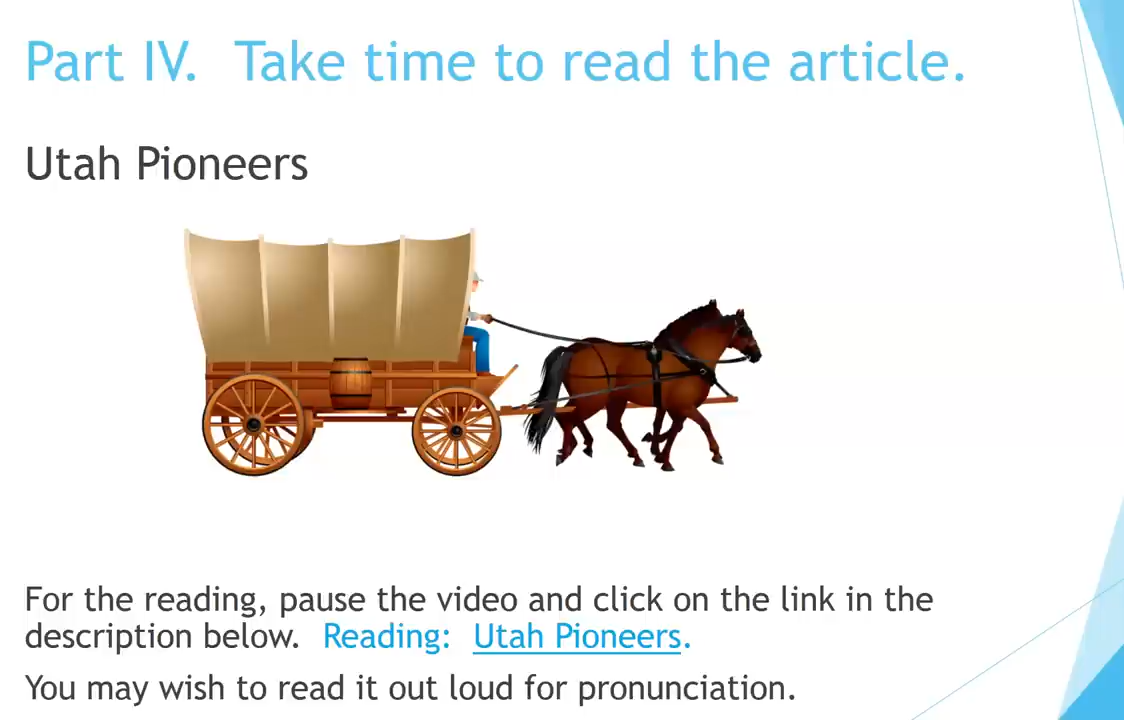 Part IV.  Take time to read the article.
Utah Pioneers
For the reading, pause the video and click on the link in the
description below.  Reading:  Utah Pioneers.
You may wish to read it out loud for pronunciation.